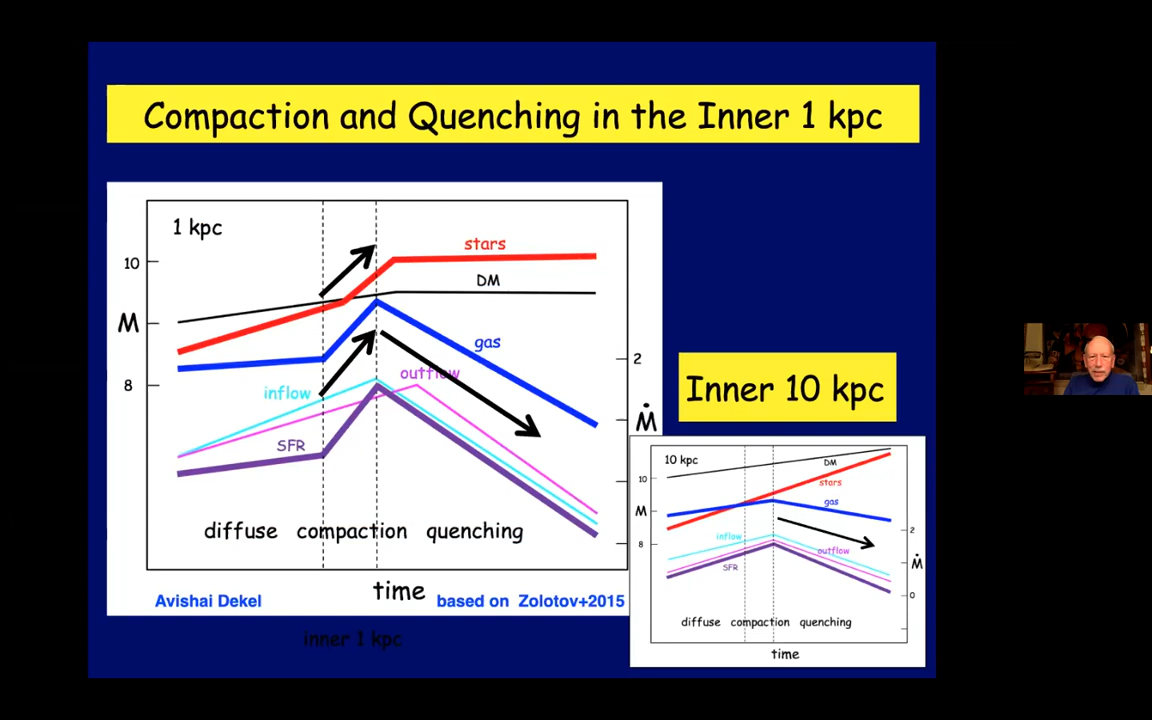 Compaction and Quenching in the Inner 1 kpc
1 kpc
stars
10
DM
M
gas
2
8
outflow
inflow
Ṁ
SFR
diffuse compaction quenching
time
Avishai Dekel
based on Zolotov+2015
inner 1 kpc
Inner 10 kpc
10 kpc
DM
10
stars
gas
M
2
inflow
8
outflow
Ṁ
SFR
0
diffuse compaction quenching
time